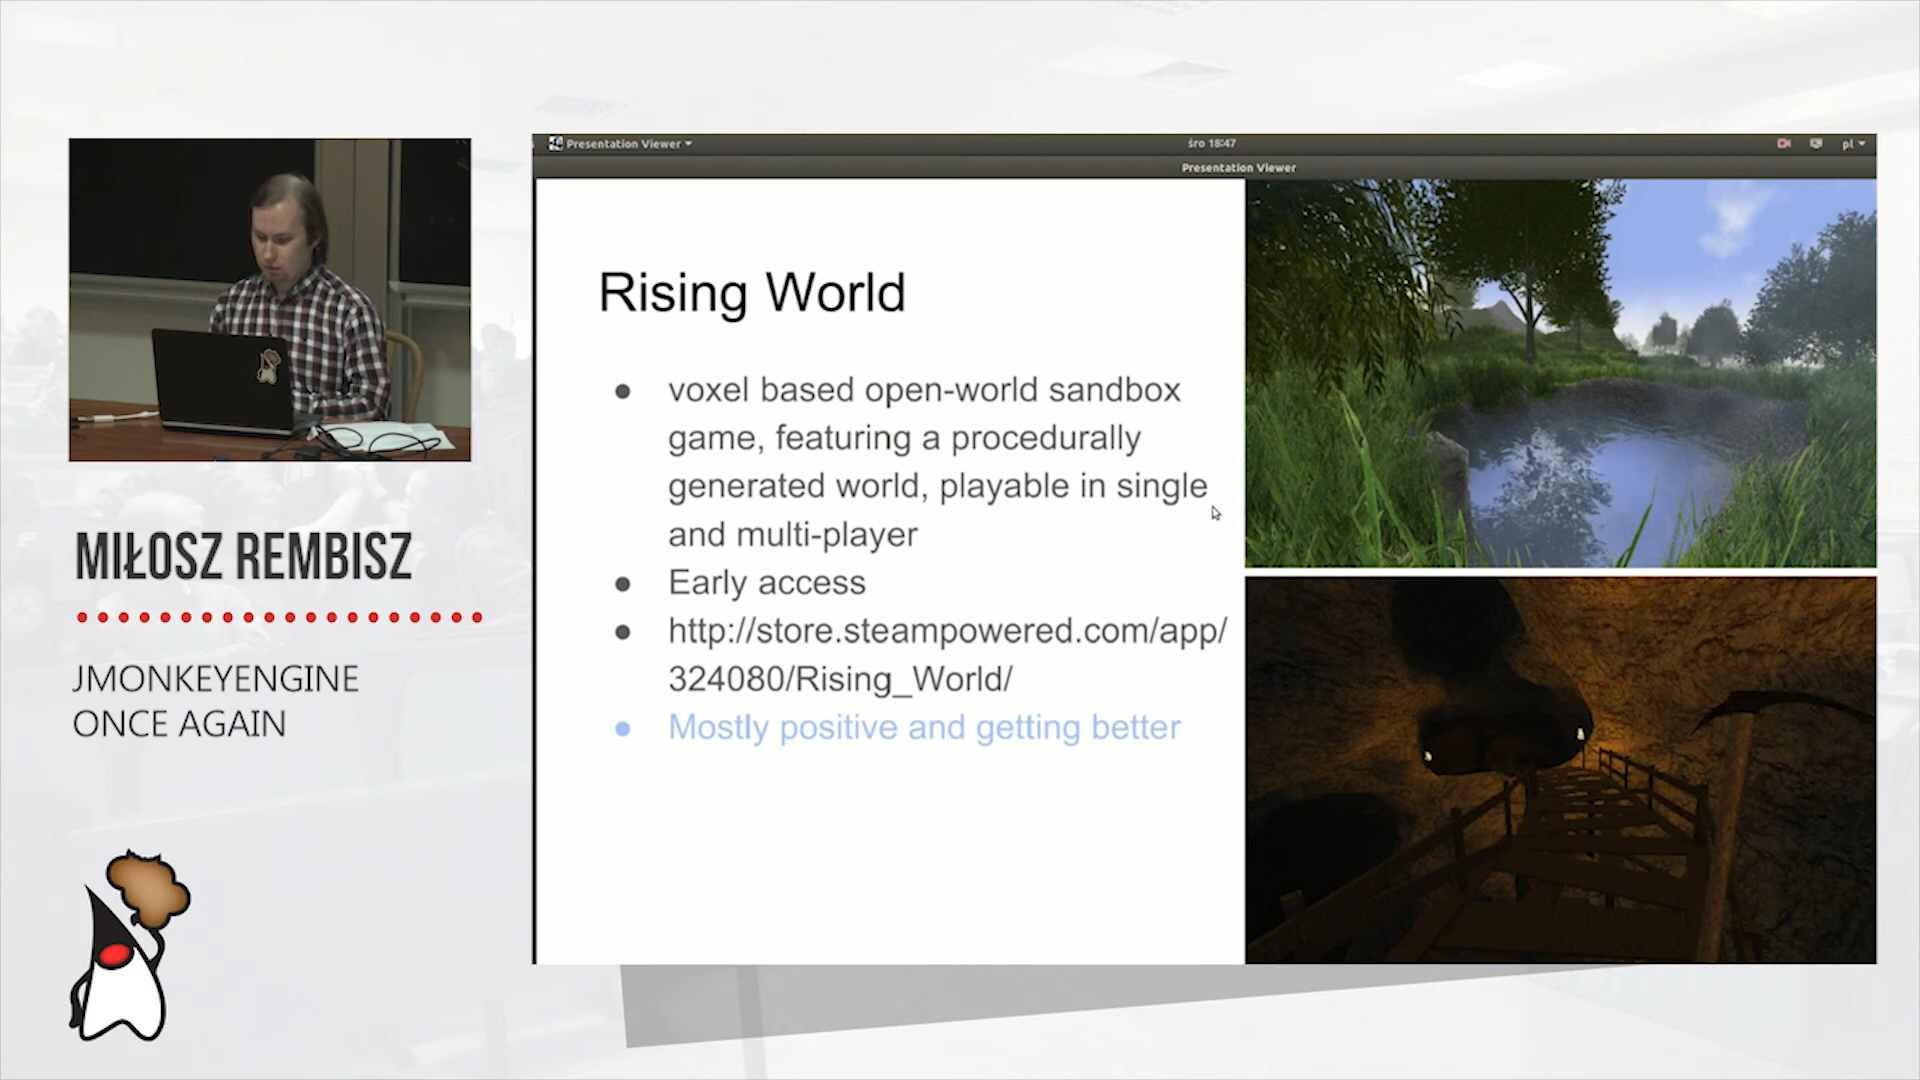 Presentation Viewer
śro 18:47
pl
Presentation Viewer
Rising World
voxel based open-world sandbox
game, featuring a procedurally
generated world, playable in single
and multi-player
Early access
http://store.steampowered.com/app/
324080/Rising_World/
Mostly positive and getting better
MIŁOSZ REMBISZ
JMONKEYENGINE
ONCE AGAIN